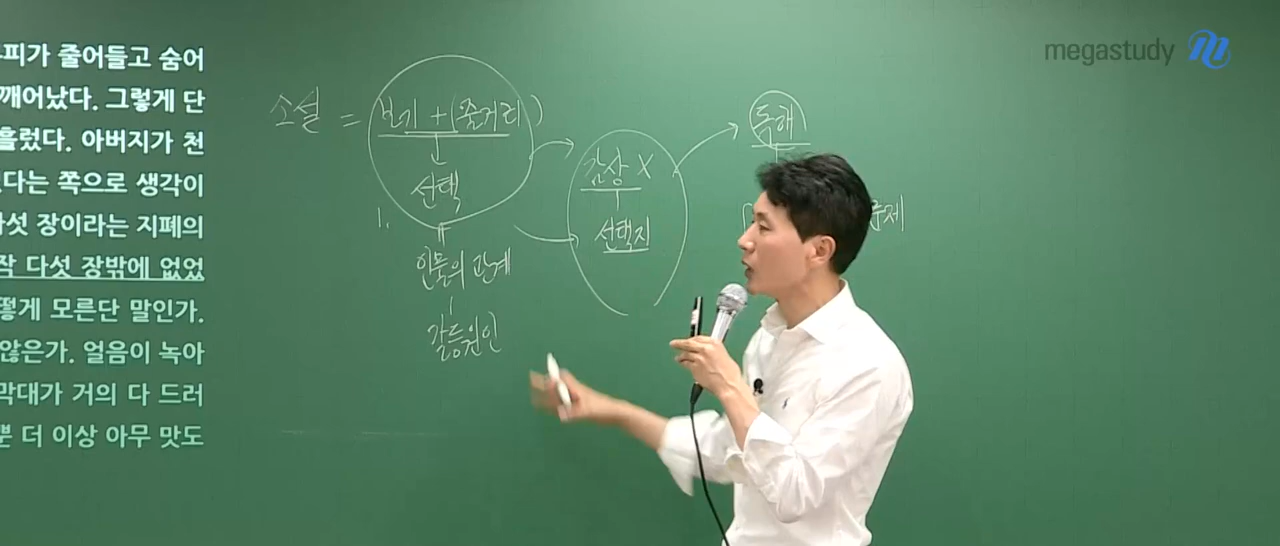 megastudy
피가 줄어들고 숨어
깨어났다. 그렇게 단
흘렀다. 아버지가 천
다는 쪽으로 생각이
섯 장이라는 지폐의
작 다섯 장밖에 없었
떻게 모른단 말인가.
않은가. 얼음이 녹아
막대가 거의 다 드러
뿐 더 이상 아무 맛도
소설 = 보기 + (줄거리)
선택
1.
인물의 관계
갈등원인
감상 X
선택지
독해